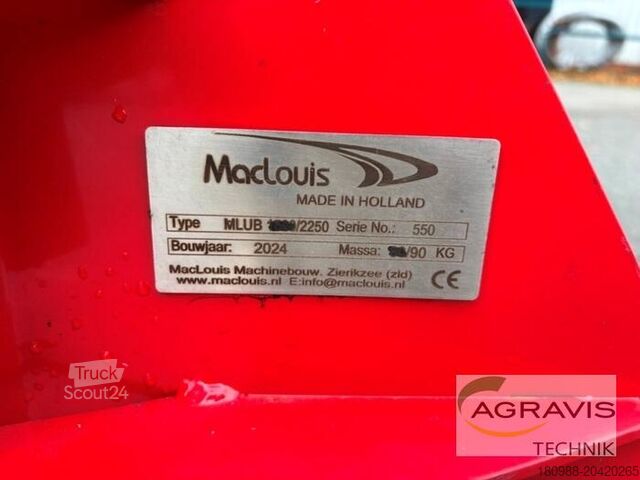 MacLouis
MADE IN HOLLAND
Type MLUB /2250 Serie No.: 550
Bouwjaar: 2024 Massa: /90 KG
MacLouis Machinebouw. Zierikzee (zld)
www.maclouis.nl E:info@maclouis.nl
CE
Truck
Scout24
AGRAVIS
TECHNIK
180988-20420265